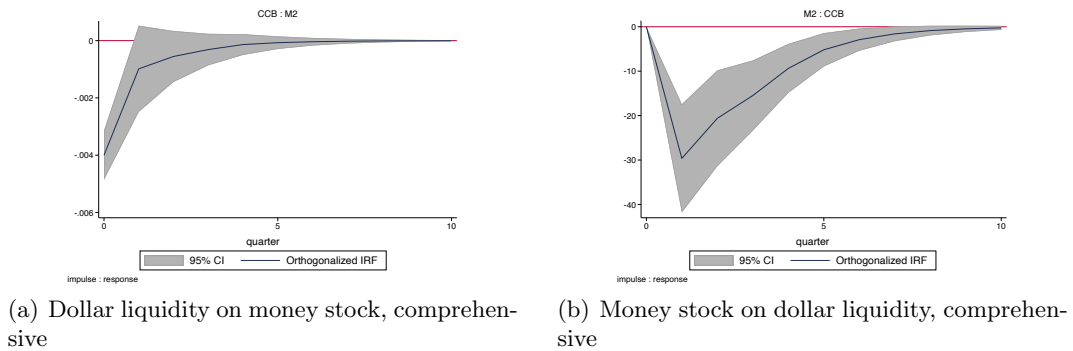 CCB : M2
0
-.002
-.004
-.006
0
5
10
quarter
95% CI
Orthogonalized IRF
impulse : response
(a) Dollar liquidity on money stock, comprehen-
sive
M2 : CCB
0
-10
-20
-30
-40
0
5
10
quarter
95% CI
Orthogonalized IRF
impulse : response
(b) Money stock on dollar liquidity, comprehensive
sive